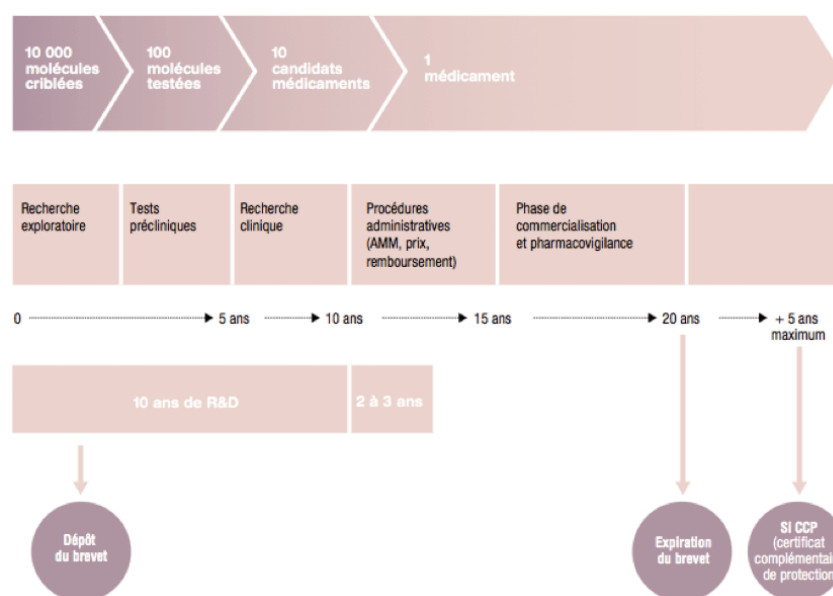 10 000
molécules
criblées
100
molécules
testées
10
candidats
médicaments
1
médicament
Recherche
exploratoire
Tests
précliniques
Recherche
clinique
Procédures
administratives
(AMM, prix,
remboursement)
Phase de
commercialisation
et pharmacovigilance
0
5 ans
10 ans
15 ans
20 ans
+ 5 ans
maximum
10 ans de R&D
2 à 3 ans
Dépôt
du brevet
Expiration
du brevet
SI CCP
(certificat
complémentaire
de protection